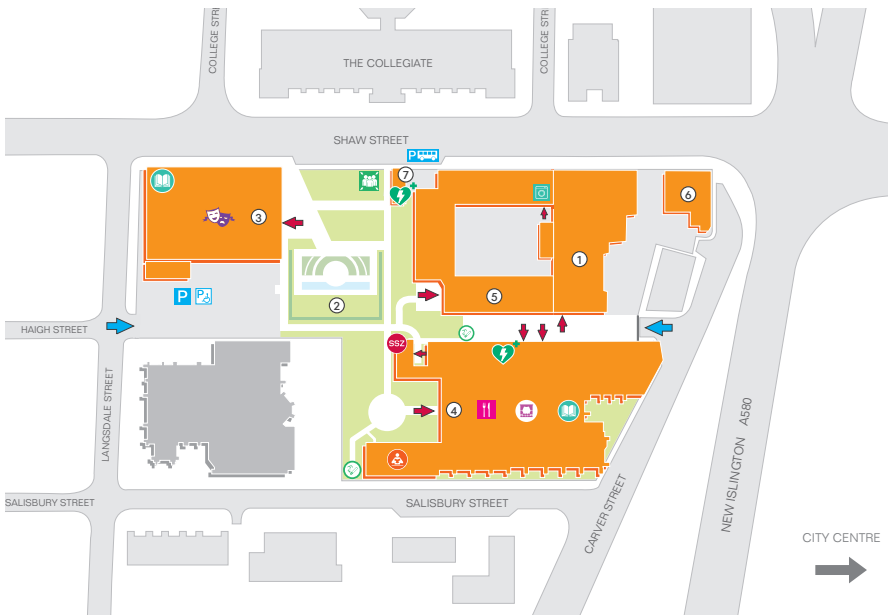 COLLEGE STREET
COLLEGE STREET
THE COLLEGIATE
SHAW STREET
P
7
6
3
1
5
2
P
P
HAIGH STREET
SSZ
LANGSDALE STREET
4
NEW ISLINGTON A580
SALISBURY STREET
SALISBURY STREET
CARVER STREET
CITY CENTRE